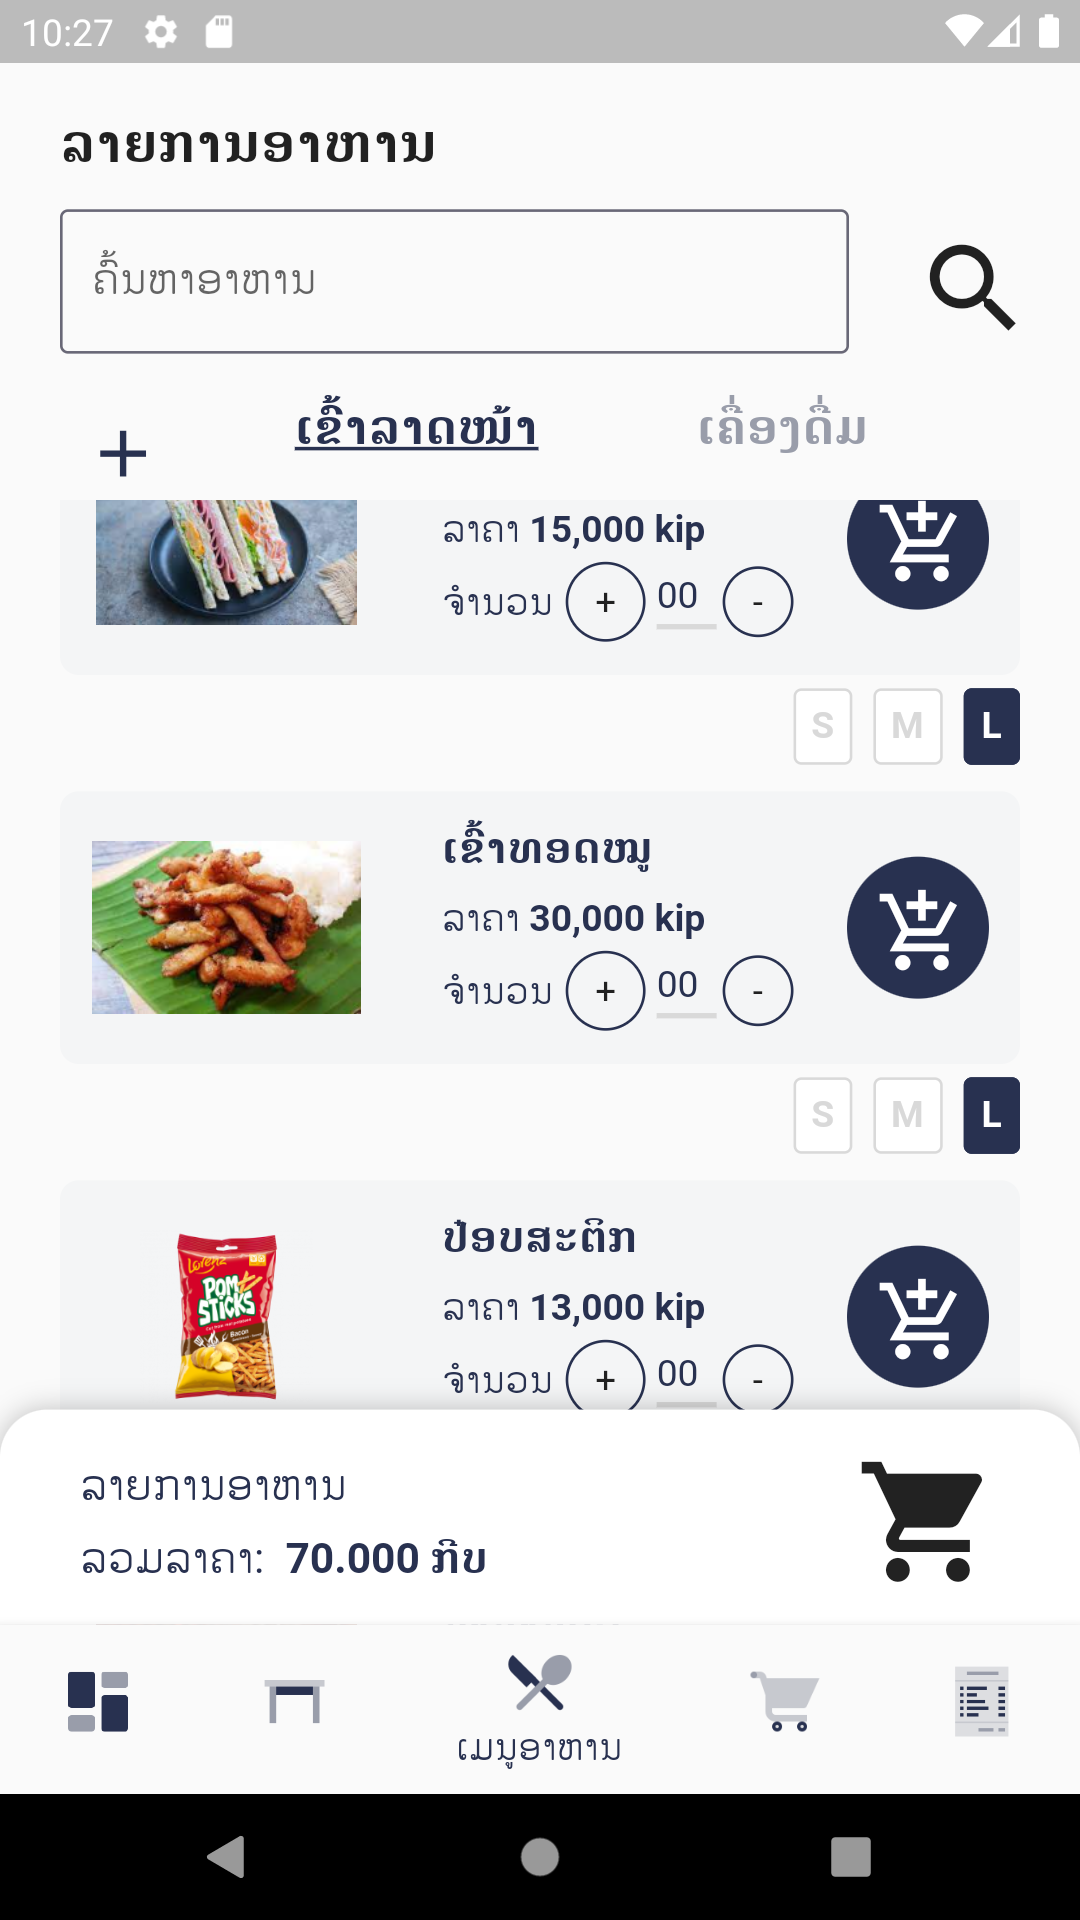 10:27
ລາຍການອາຫານ
ຄົ້ນຫາອາຫານ
+ ເຂົ້າລາດໜ້າ ເຄື່ອງດື່ມ
ລາຄາ 15,000 kip
ຈຳນວນ + 00 -
S M L
ເຂົ້າທອດໝູ
ລາຄາ 30,000 kip
ຈຳນວນ + 00 -
S M L
ປ໋ອບສະຕິກ
Lorenz
POM
STICKS
Bacon
ລາຄາ 13,000 kip
ຈຳນວນ + 00 -
ລາຍການອາຫານ
ລວມລາຄາ: 70.000 ກີບ
ເມນູອາຫານ